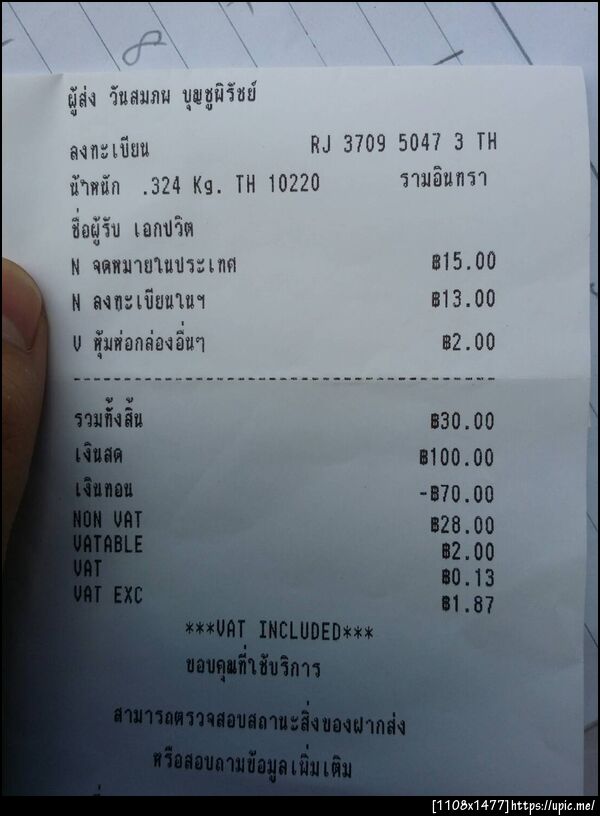 ผู้ส่ง วันสมภพ บุญชูพิรัชย์
ลงทะเบียน RJ 3709 5047 3 TH
น้ำหนัก .324 Kg. TH 10220 รามอินทรา
ชื่อผู้รับ เอกปวิต
N จดหมายในประเทศ ฿15.00
N ลงทะเบียนในฯ ฿13.00
V หุ้มห่อกล่องอื่นๆ ฿2.00
รวมทั้งสิ้น ฿30.00
เงินสด ฿100.00
เงินทอน -฿70.00
NON VAT ฿28.00
VATABLE ฿2.00
VAT ฿0.13
VAT EXC ฿1.87
***VAT INCLUDED***
ขอบคุณที่ใช้บริการ
สามารถตรวจสอบสถานะสิ่งของฝากส่ง
หรือสอบถามข้อมูลเพิ่มเติม
[1108x1477]https://upic.me/